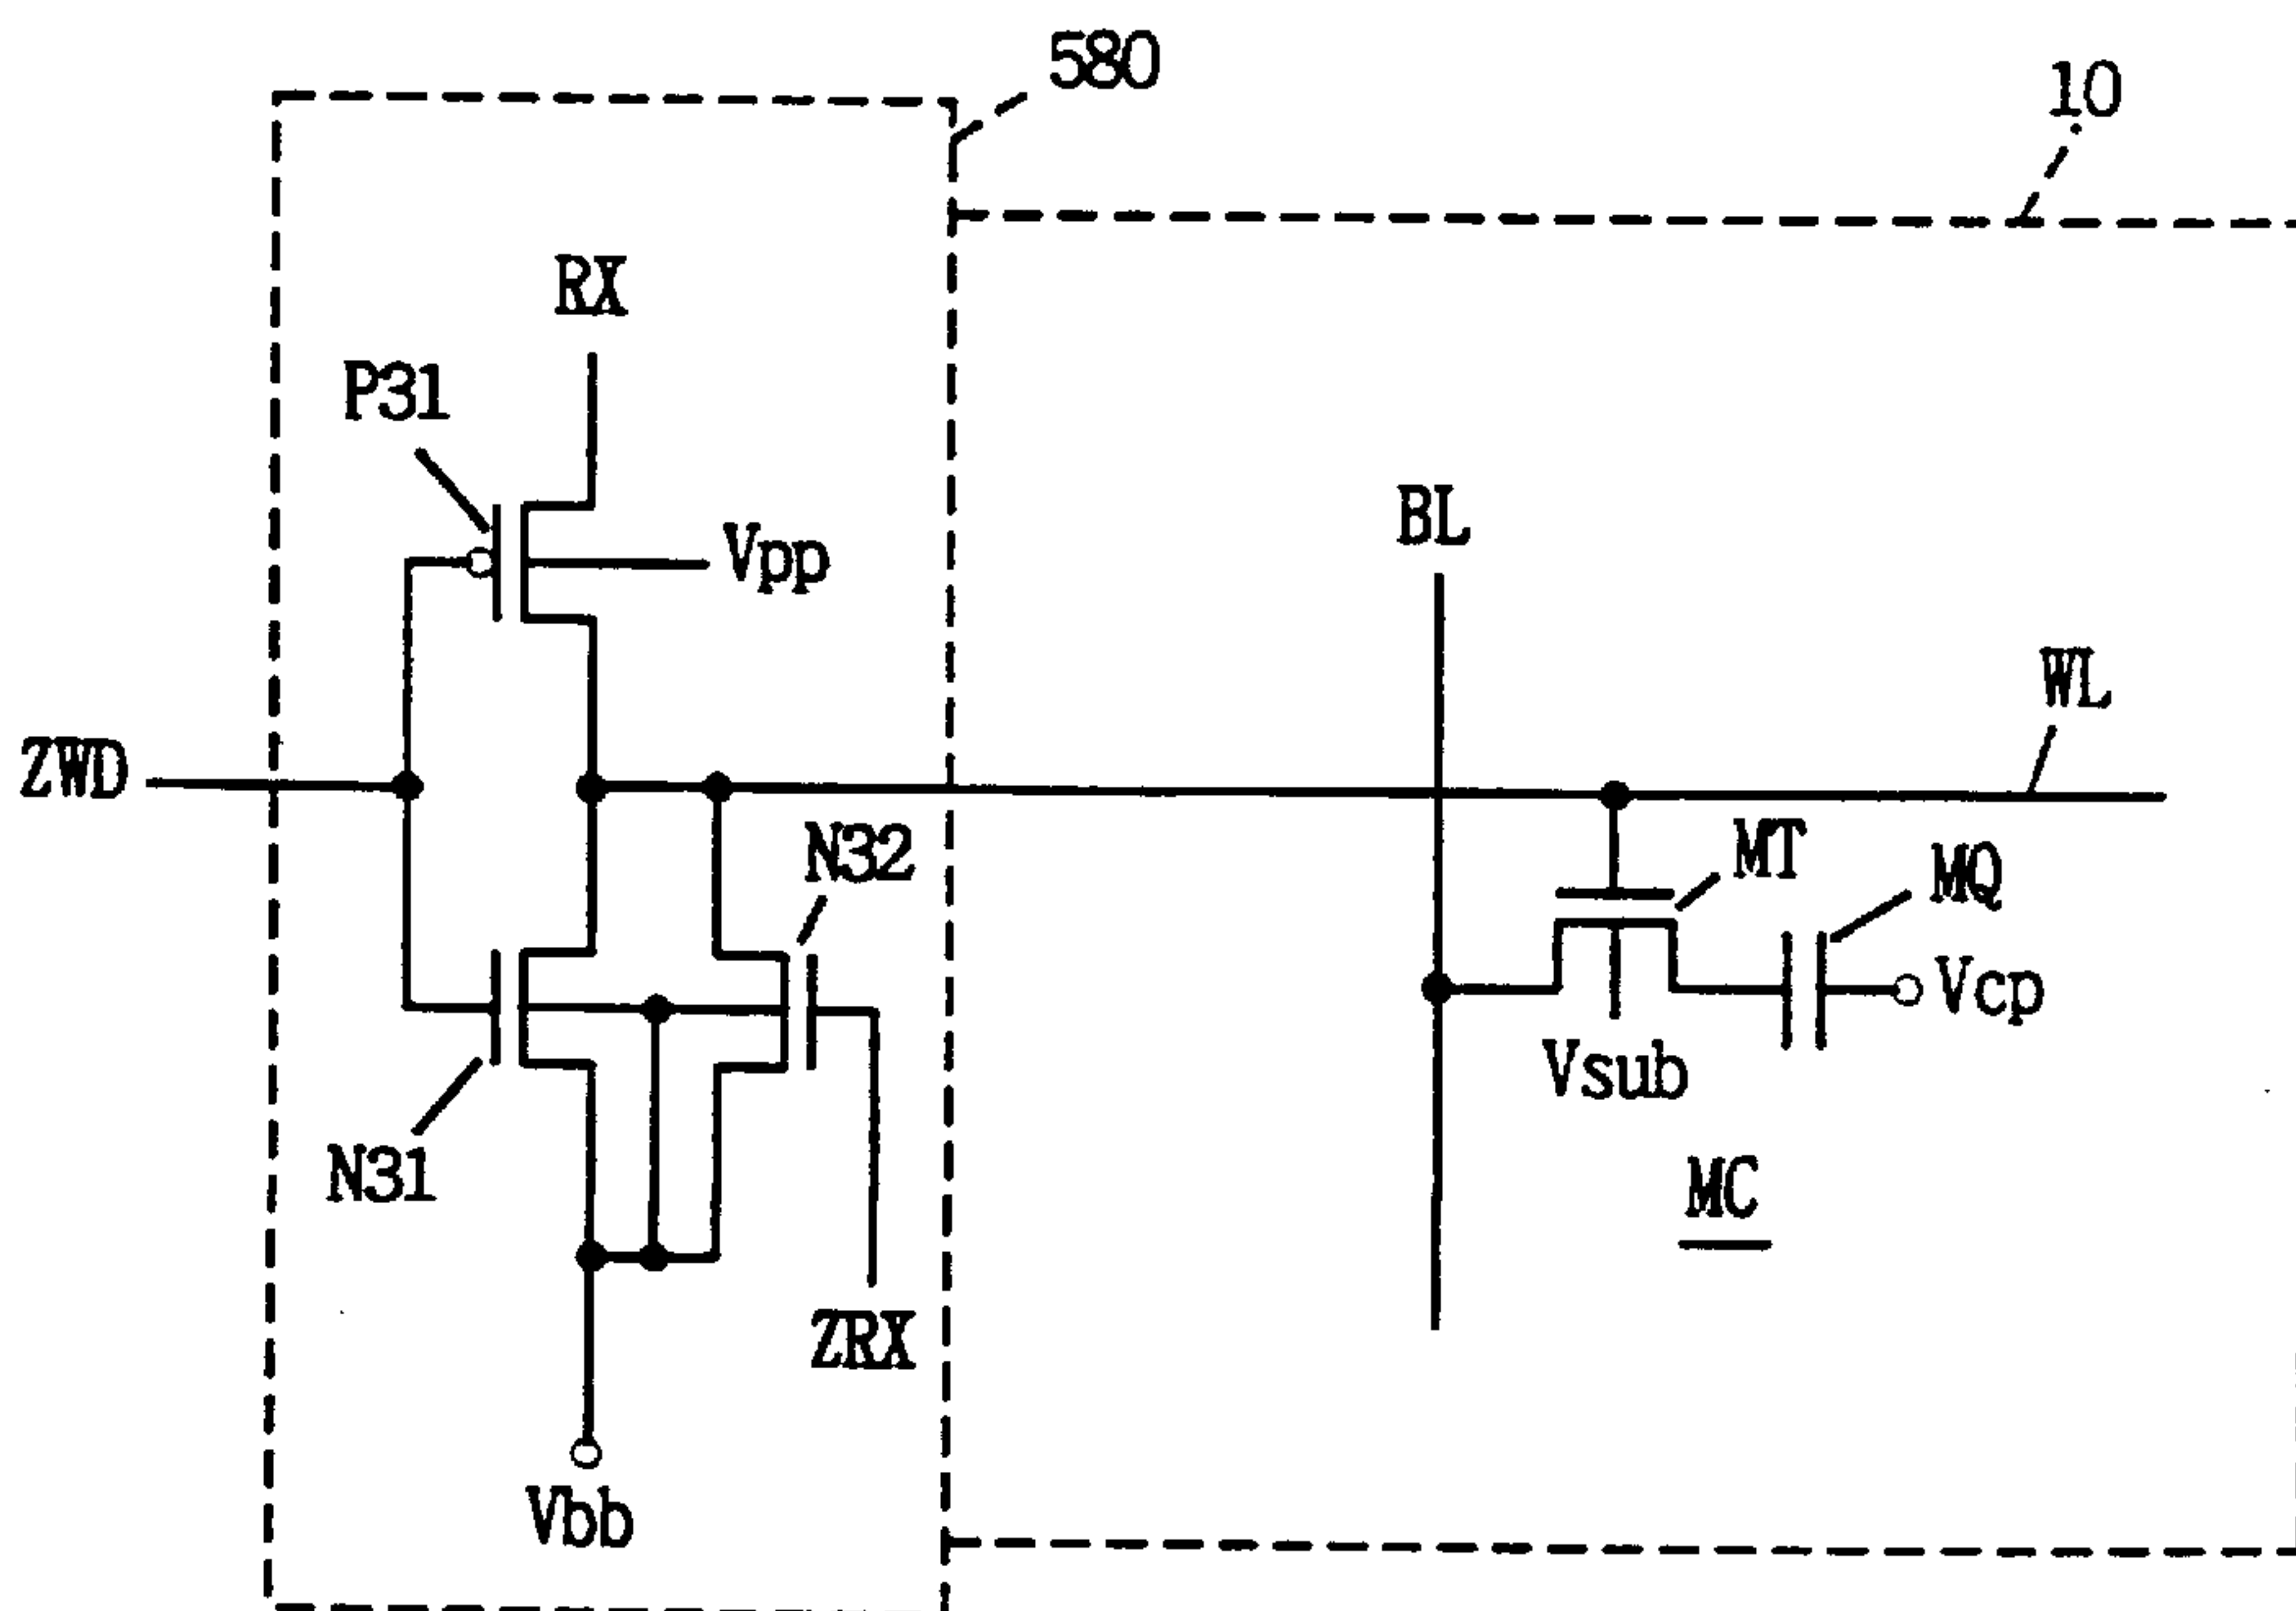 580
10
RX
P31
Vpp
BL
WL
ZWD
N32
MT
MQ
Vcp
Vsub
N31
MC
ZRX
Vbb